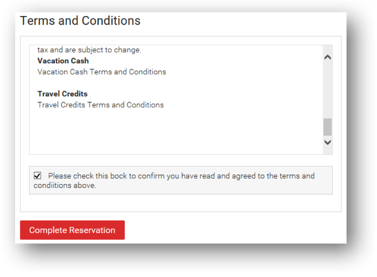 Terms and Conditions
tax and are subject to change.
Vacation Cash
Vacation Cash Terms and Conditions
Travel Credits
Travel Credits Terms and Conditions
Please check this bock to confirm you have read and agreed to the terms and
condiitions above.
Complete Reservation